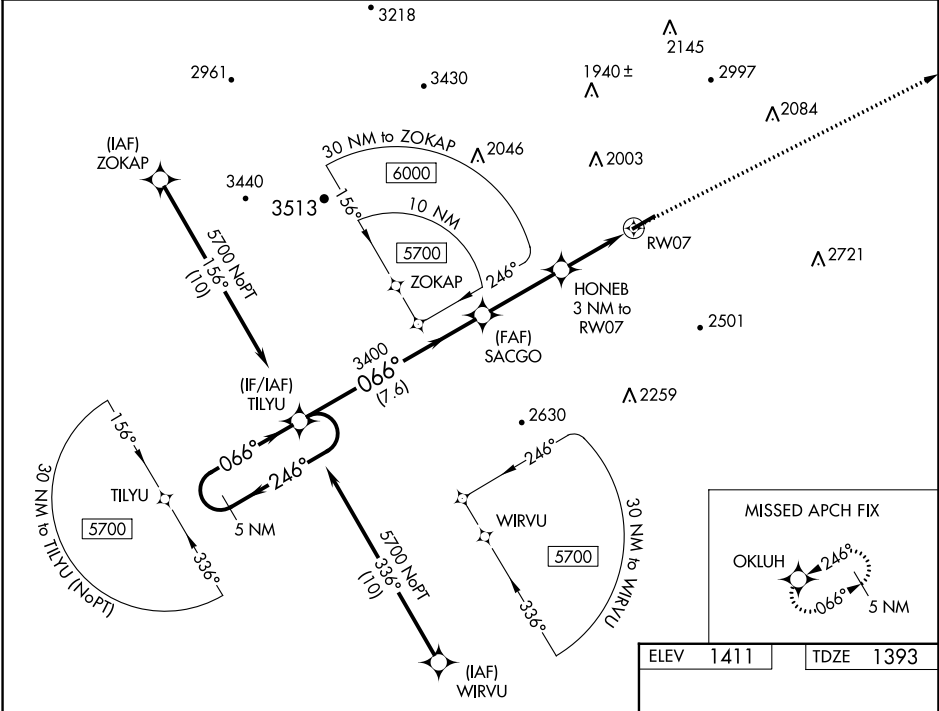 3218
2145
2961
3430
1940 ±
2997
2084
(IAF)
ZOKAP
30 NM to ZOKAP
6000
2046
2003
3440
3513
156°
10 NM
5700
ZOKAP
246°
RW07
5700 NoPT
156°
(10)
HONEB
3 NM to
RW07
2721
2501
(FAF)
SACGO
3400
066°
(7.6)
(IF/IAF)
TILYU
2259
2630
066°
246°
5 NM
156°
TILYU
5700
336°
30 NM to TILYU (NoPT)
246°
WIRVU
5700
336°
30 NM to WIRVU
5700 NoPT
336°
(10)
(IAF)
WIRVU
MISSED APCH FIX
OKLUH
246°
066°
5 NM
ELEV 1411
TDZE 1393